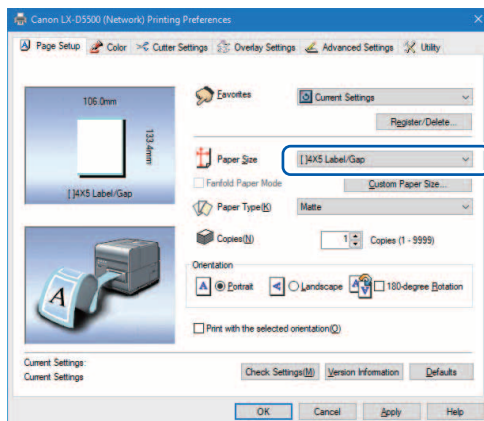 Canon LX-D5500 (Network) Printing Preferences
Page Setup Color Cutter Settings Overlay Settings Advanced Settings Utility
106.0mm
133.4mm
[ ]4X5 Label/Gap
Favorites Current Settings
Register/Delete...
Paper Size [ ]4X5 Label/Gap
Fanfold Paper Mode Custom Paper Size...
Paper Type(K) Matte
Copies(N) 1 Copies (1 - 9999)
Orientation
A Portrait A Landscape A 180-degree Rotation
Print with the selected orientation(O)
A
Current Settings:
Current Settings
Check Settings(M) Version Information Defaults
OK Cancel Apply Help